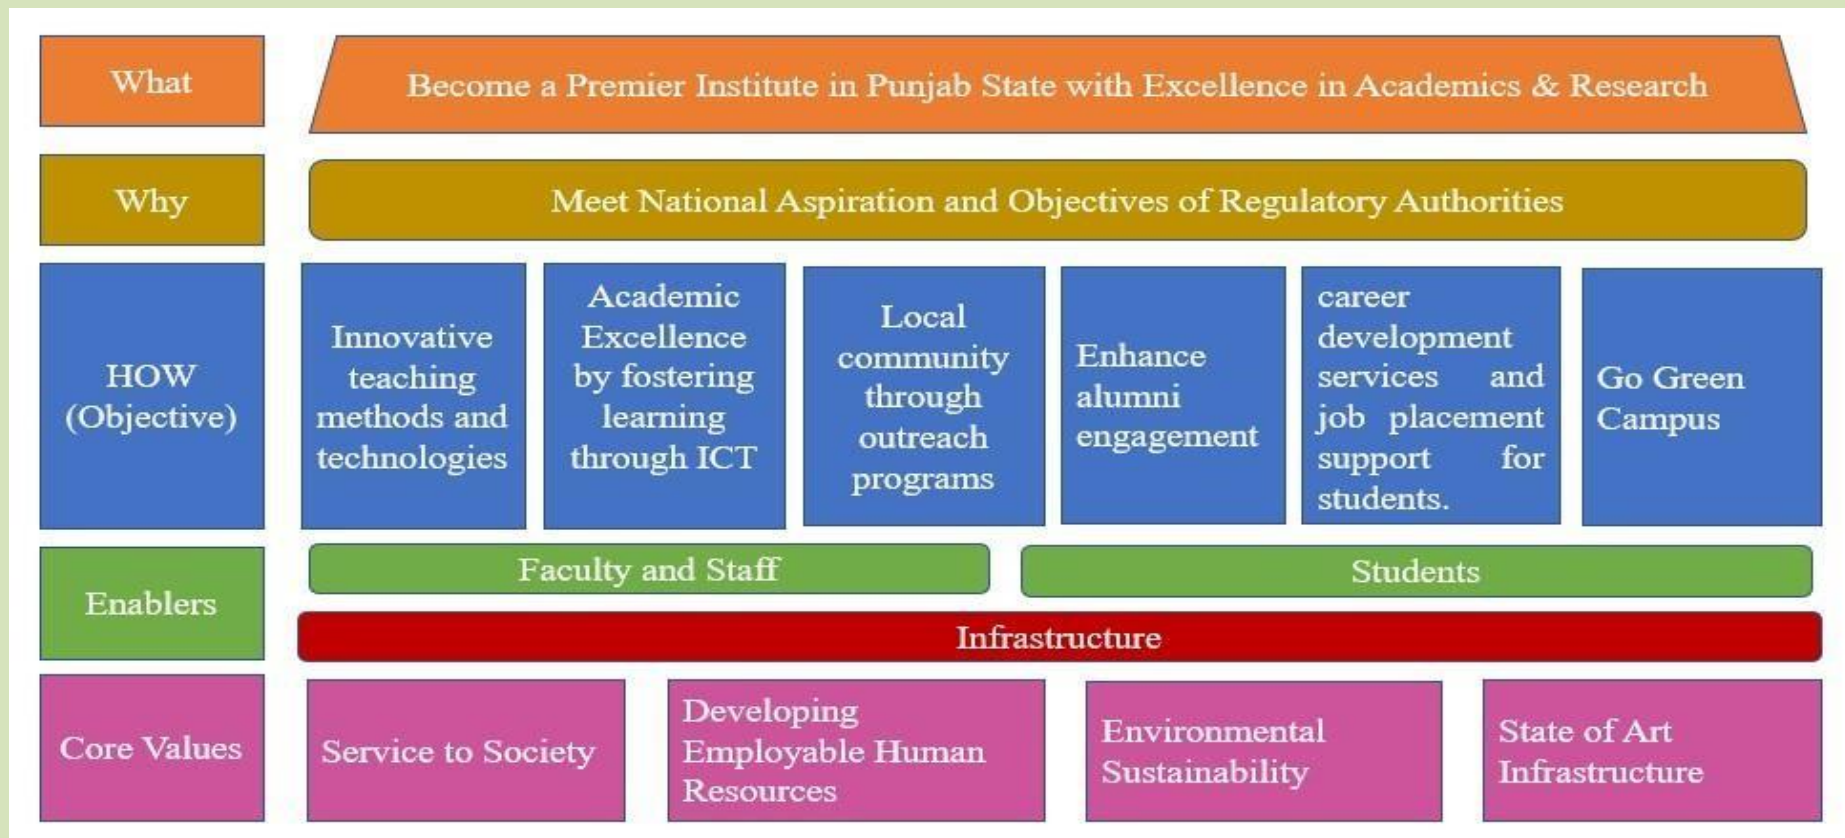 What
Become a Premier Institute in Punjab State with Excellence in Academics & Research
Why
Meet National Aspiration and Objectives of Regulatory Authorities
HOW
(Objective)
Innovative
teaching
methods and
technologies
Academic
Excellence
by fostering
learning
through ICT
Local
community
through
outreach
programs
Enhance
alumni
engagement
career
development
services and
job placement
support for
students.
Go Green
Campus
Enablers
Faculty and Staff
Students
Infrastructure
Core Values
Service to Society
Developing
Employable Human
Resources
Environmental
Sustainability
State of Art
Infrastructure